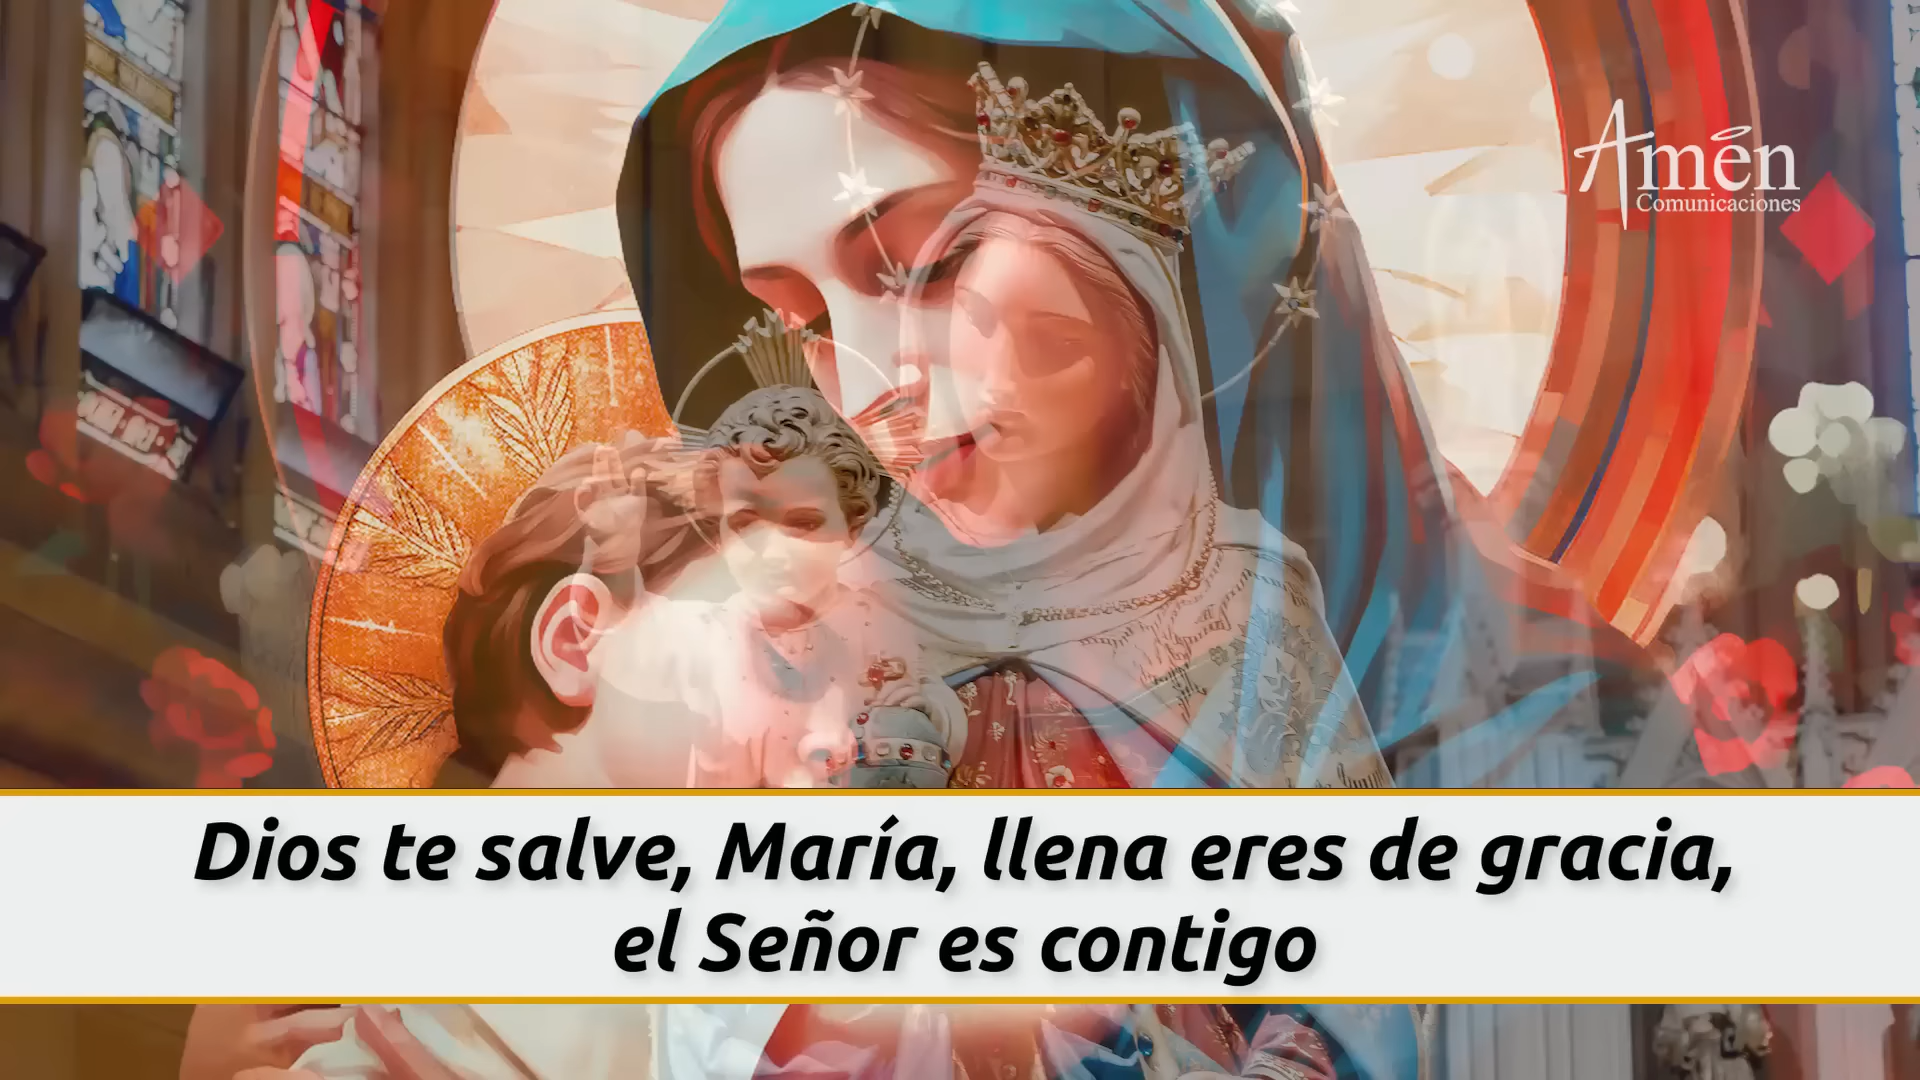 Amén
Comunicaciones
Dios te salve, María, llena eres de gracia,
el Señor es contigo